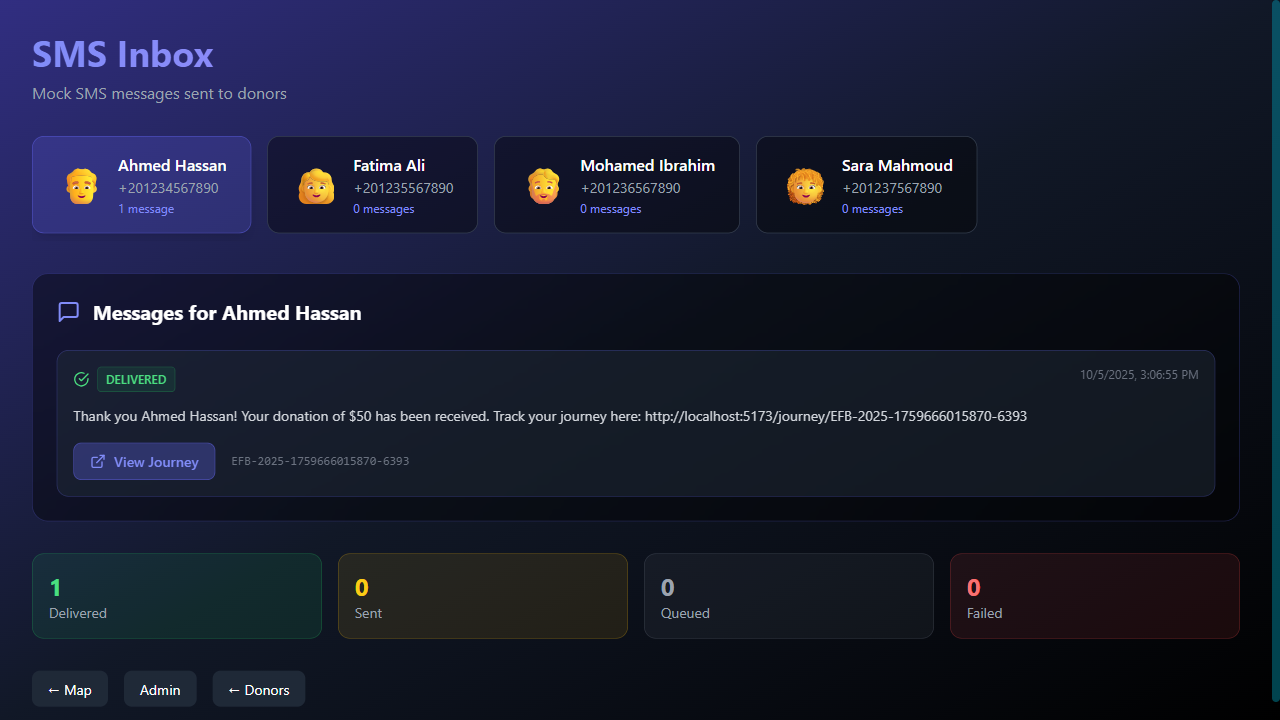 SMS Inbox
Mock SMS messages sent to donors
Ahmed Hassan
+201234567890
1 message
Fatima Ali
+201235567890
0 messages
Mohamed Ibrahim
+201236567890
0 messages
Sara Mahmoud
+201237567890
0 messages
Messages for Ahmed Hassan
DELIVERED
10/5/2025, 3:06:55 PM
Thank you Ahmed Hassan! Your donation of $50 has been received. Track your journey here: http://localhost:5173/journey/EFB-2025-1759666015870-6393
View Journey
EFB-2025-1759666015870-6393
1
Delivered
0
Sent
0
Queued
0
Failed
← Map
Admin
← Donors